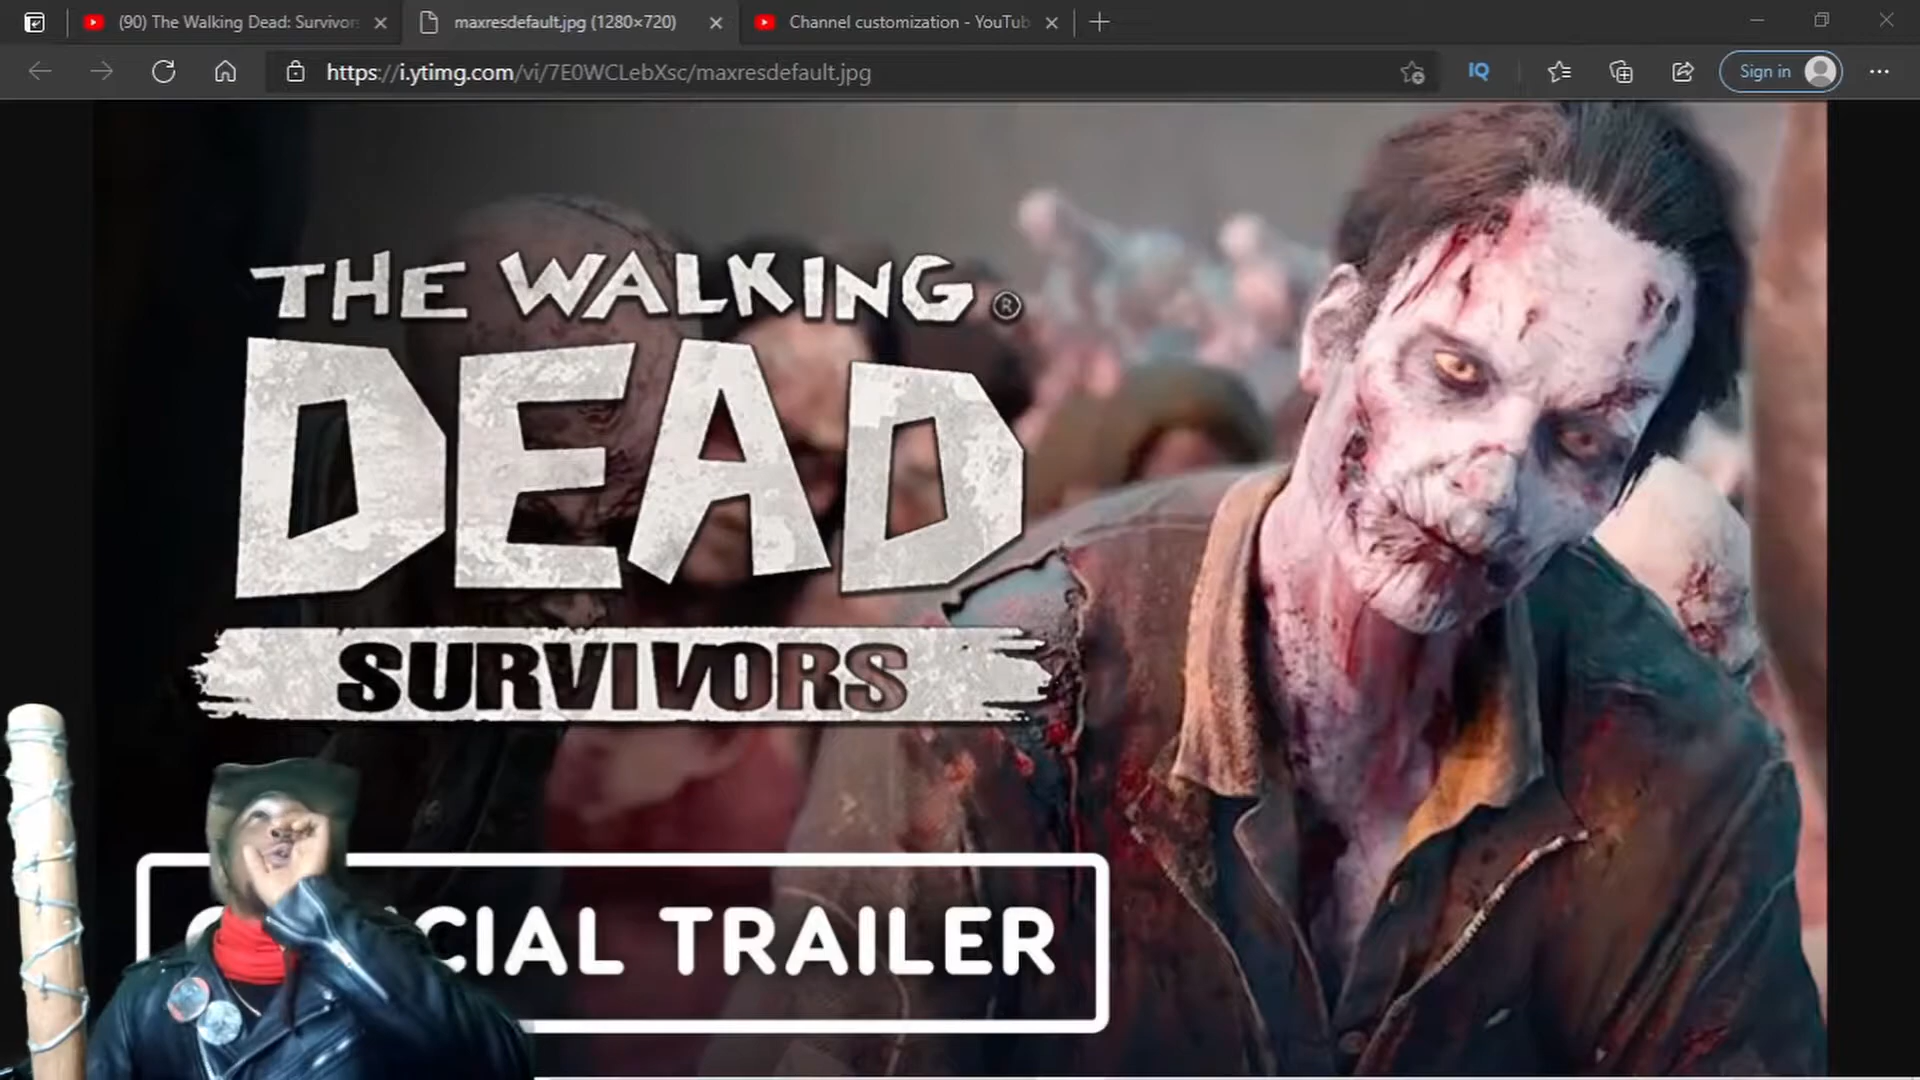 (90) The Walking Dead: Survivors
maxresdefault.jpg (1280×720)
Channel customization - YouTub
https://i.ytimg.com/vi/7E0WCLebXsc/maxresdefault.jpg
IQ
Sign in
THE WALKING ®
DEAD
SURVIVORS
CIAL TRAILER